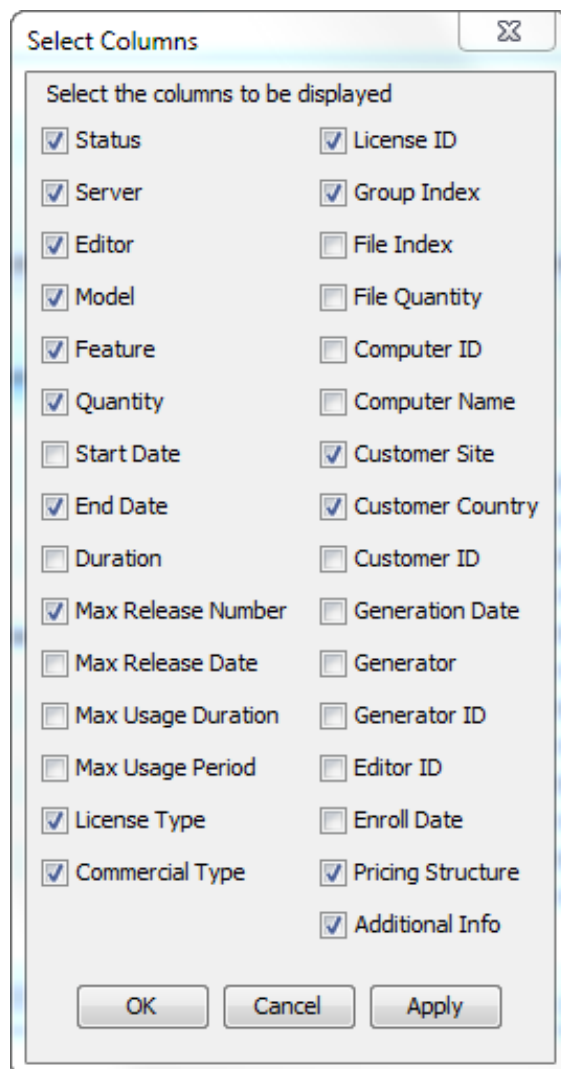 Select Columns
Select the columns to be displayed
Status
Server
Editor
Model
Feature
Quantity
Start Date
End Date
Duration
Max Release Number
Max Release Date
Max Usage Duration
Max Usage Period
License Type
Commercial Type
License ID
Group Index
File Index
File Quantity
Computer ID
Computer Name
Customer Site
Customer Country
Customer ID
Generation Date
Generator
Generator ID
Editor ID
Enroll Date
Pricing Structure
Additional Info
OK Cancel Apply